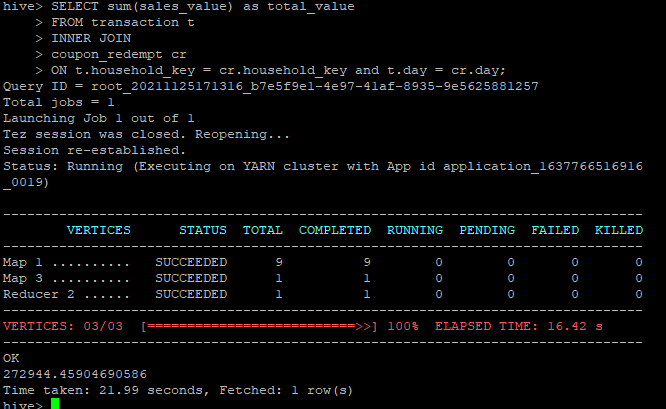 hive> SELECT sum(sales_value) as total_value
    > FROM transaction t
    > INNER JOIN
    > coupon_redempt cr
    > ON t.household_key = cr.household_key and t.day = cr.day;
Query ID = root_20211125171316_b7e5f9e1-4e97-41af-8935-9e5625881257
Total jobs = 1
Launching Job 1 out of 1
Tez session was closed. Reopening...
Session re-established.
Status: Running (Executing on YARN cluster with App id application_1637766516916
_0019)
--------------------------------------------------------------------------------
        VERTICES      STATUS  TOTAL  COMPLETED  RUNNING  PENDING  FAILED  KILLED
--------------------------------------------------------------------------------
Map 1 ..........   SUCCEEDED      9          9        0        0       0       0
Map 3 ..........   SUCCEEDED      1          1        0        0       0       0
Reducer 2 ......   SUCCEEDED      1          1        0        0       0       0
--------------------------------------------------------------------------------
VERTICES: 03/03  [==========================>>] 100%  ELAPSED TIME: 16.42 s
--------------------------------------------------------------------------------
OK
272944.45904690586
Time taken: 21.99 seconds, Fetched: 1 row(s)
hive>